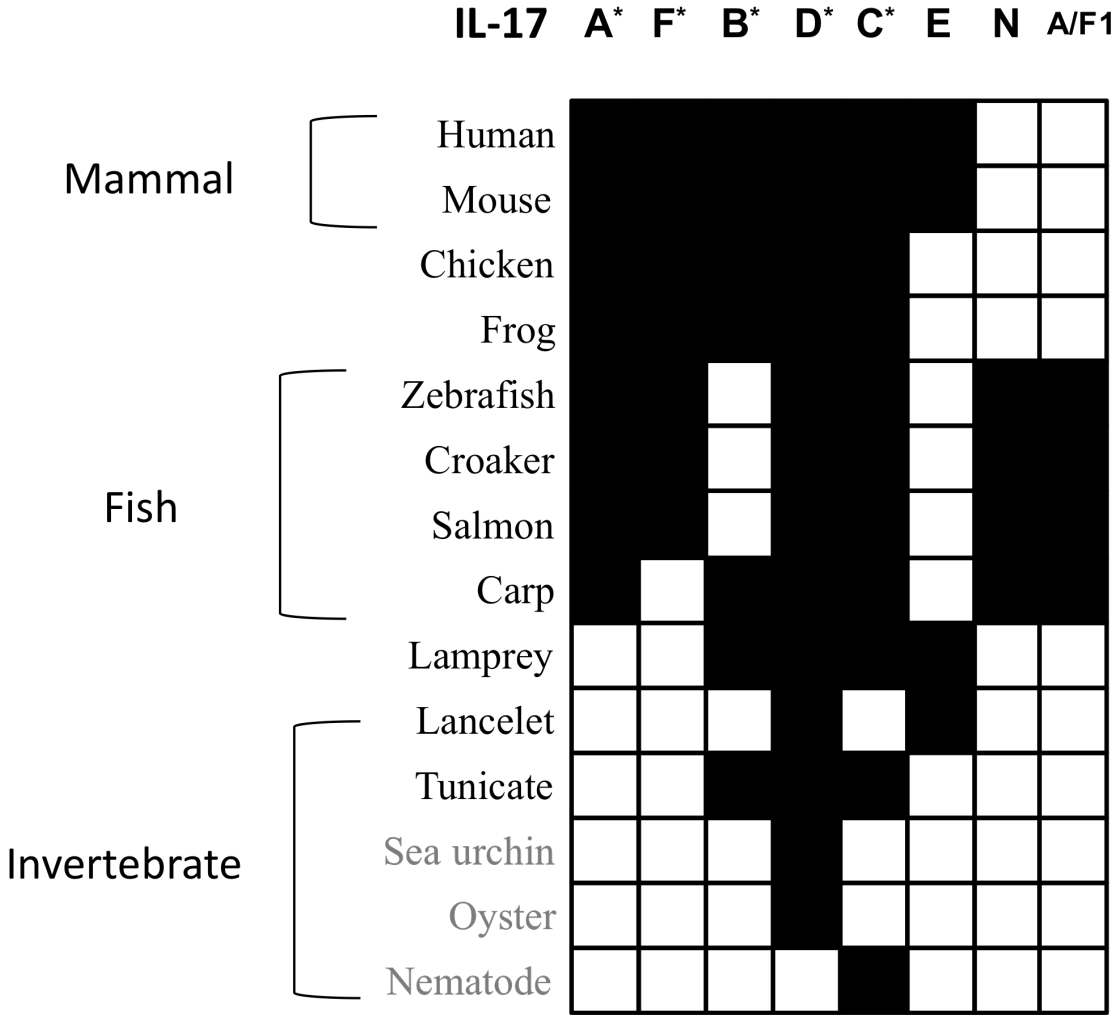 IL-17 A* F* B* D* C* E N A/F1
Human
Mammal
Mouse
Chicken
Frog
Zebrafish
Croaker
Fish
Salmon
Carp
Lamprey
Lancelet
Tunicate
Sea urchin
Invertebrate
Oyster
Nematode